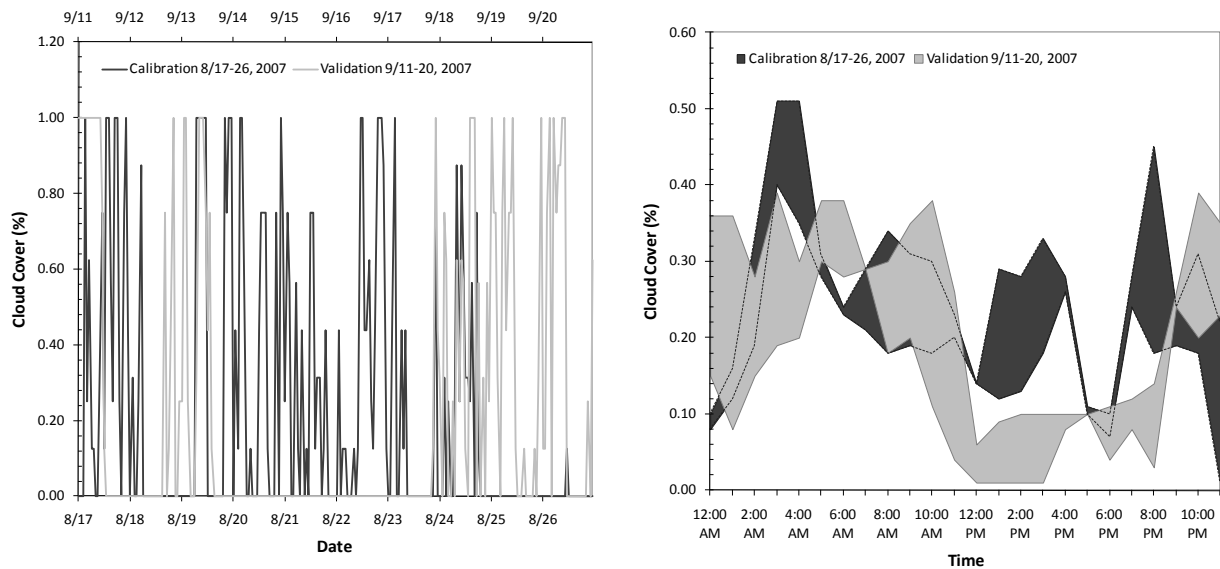 9/11 9/12 9/13 9/14 9/15 9/16 9/17 9/18 9/19 9/20
1.20
Calibration 8/17-26, 2007 Validation 9/11-20, 2007
1.00
0.80
0.60
0.40
0.20
0.00
Cloud Cover (%)
8/17 8/18 8/19 8/20 8/21 8/22 8/23 8/24 8/25 8/26
Date
0.60
Calibration 8/17-26, 2007 Validation 9/11-20, 2007
0.50
0.40
0.30
0.20
0.10
0.00
Cloud Cover (%)
12:00 2:00 4:00 6:00 8:00 10:00 12:00 2:00 4:00 6:00 8:00 10:00
AM AM AM AM AM AM PM PM PM PM PM PM
Time